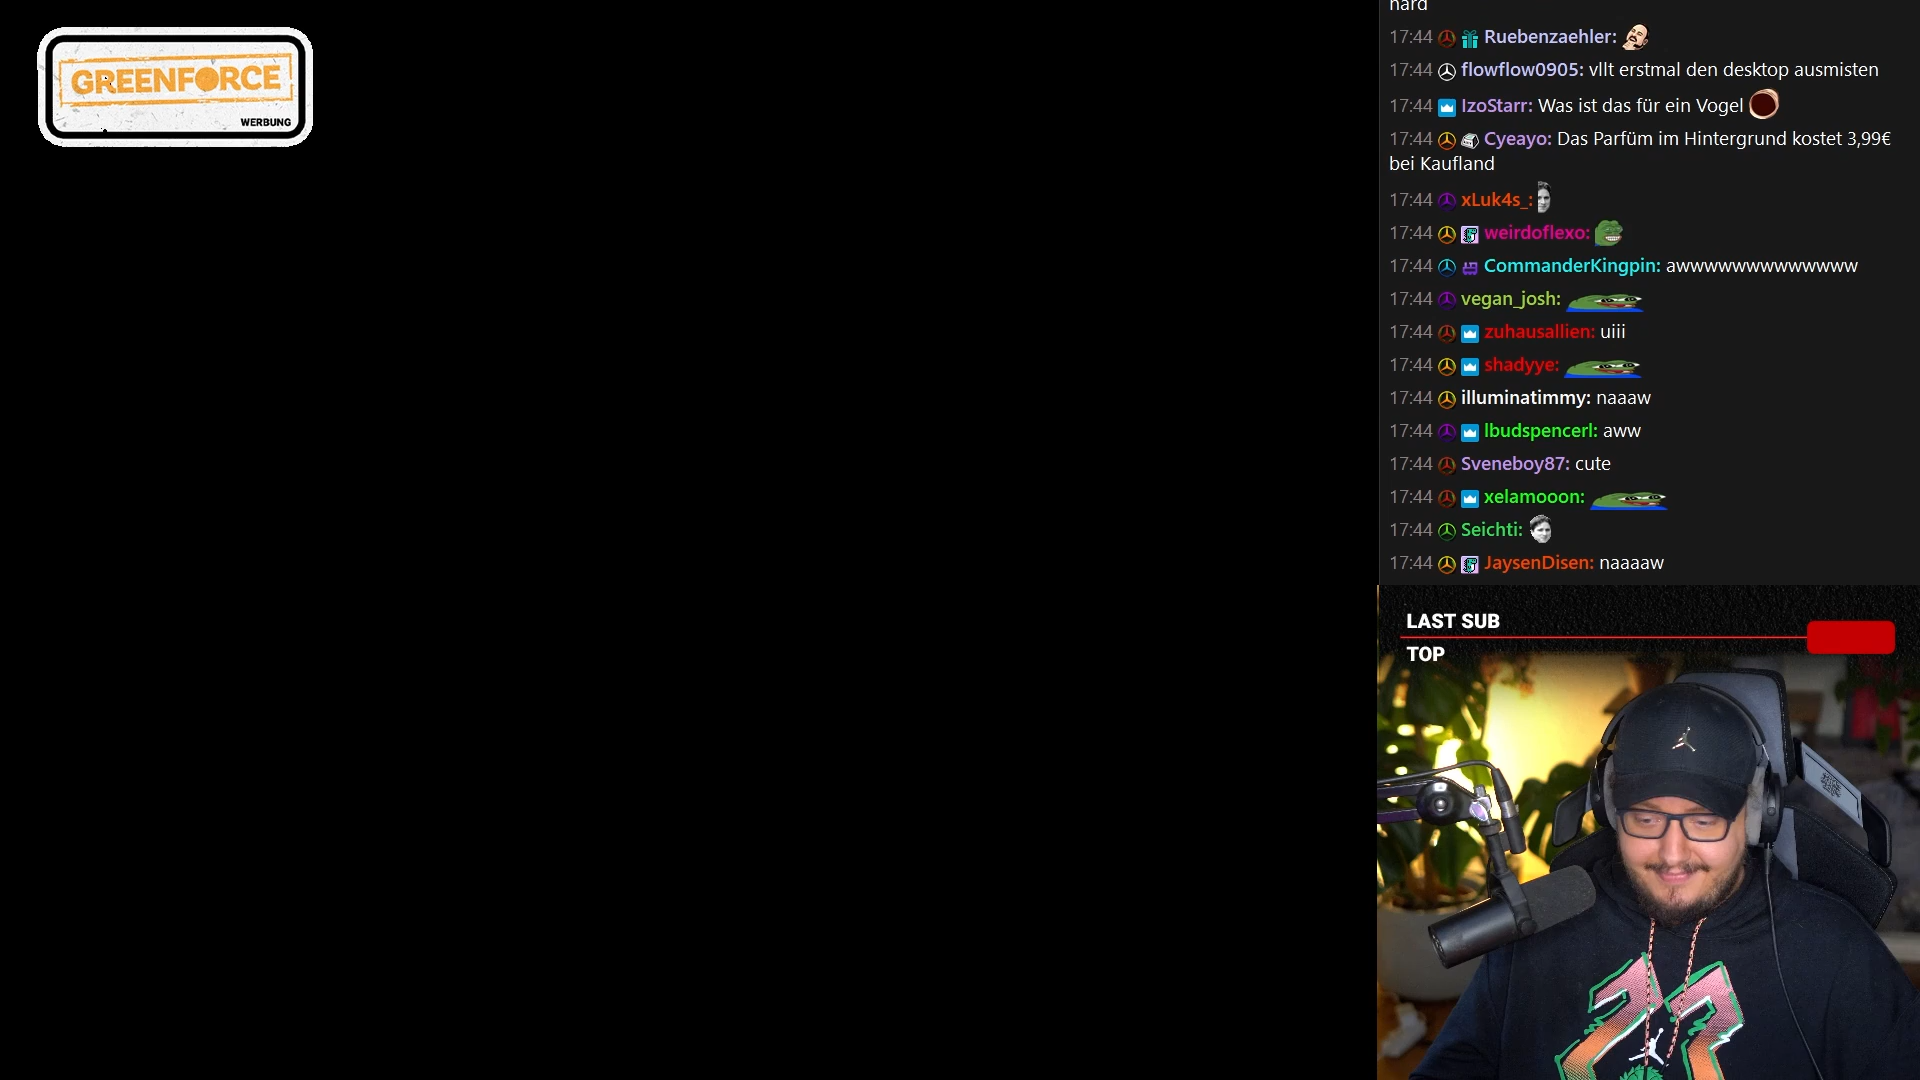 GREENFORCE
WERBUNG
hard
17:44 Ruebenzaehler:
17:44 flowflow0905: vllt erstmal den desktop ausmisten
17:44 IzoStarr: Was ist das für ein Vogel
17:44 Cyeayo: Das Parfüm im Hintergrund kostet 3,99€
bei Kaufland
17:44 xLuk4s_:
17:44 weirdoflexo:
17:44 CommanderKingpin: awwwwwwwwwwwww
17:44 vegan_josh:
17:44 zuhausallien: uiii
17:44 shadyye:
17:44 illuminatimmy: naaaw
17:44 lbudspencerl: aww
17:44 Sveneboy87: cute
17:44 xelamooon:
17:44 Seichti:
17:44 JaysenDisen: naaaaw
LAST SUB
TOP